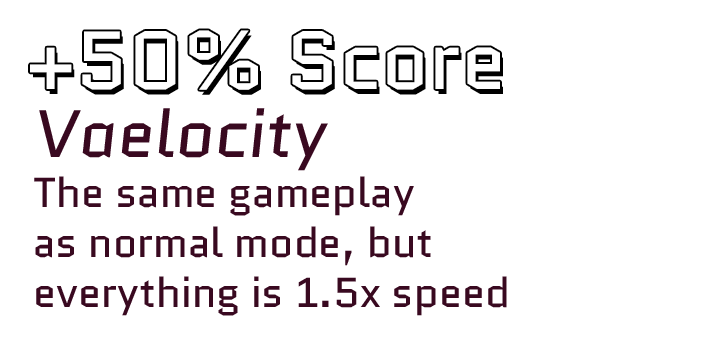 +50% Score
Vaelocity
The same gameplay
as normal mode, but
everything is 1.5x speed